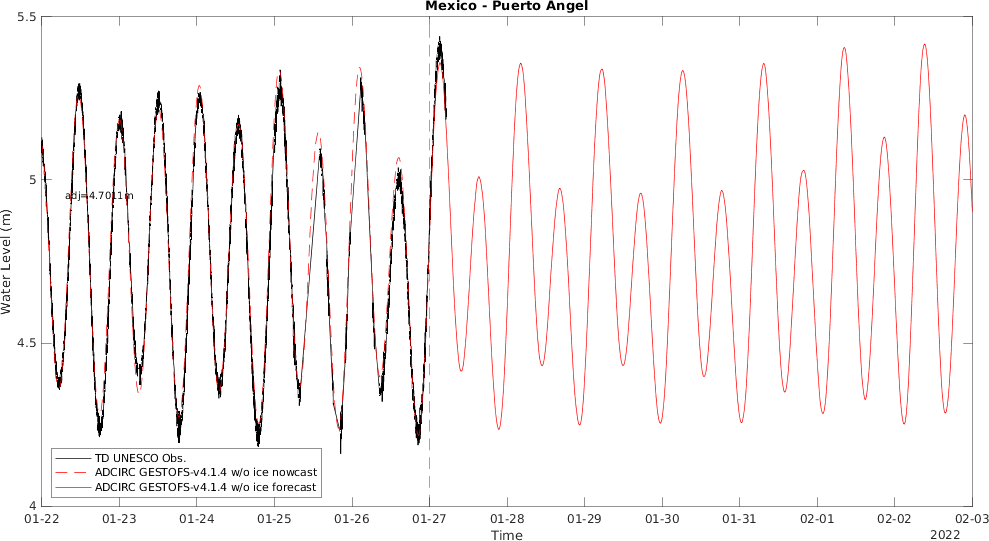 Mexico - Puerto Angel
5.5
5
4.5
4
Water Level (m)
adj=4.7011m
TD UNESCO Obs.
ADCIRC GESTOFS-v4.1.4 w/o ice nowcast
ADCIRC GESTOFS-v4.1.4 w/o ice forecast
01-22 01-23 01-24 01-25 01-26 01-27 01-28 01-29 01-30 01-31 02-01 02-02 02-03
Time
2022